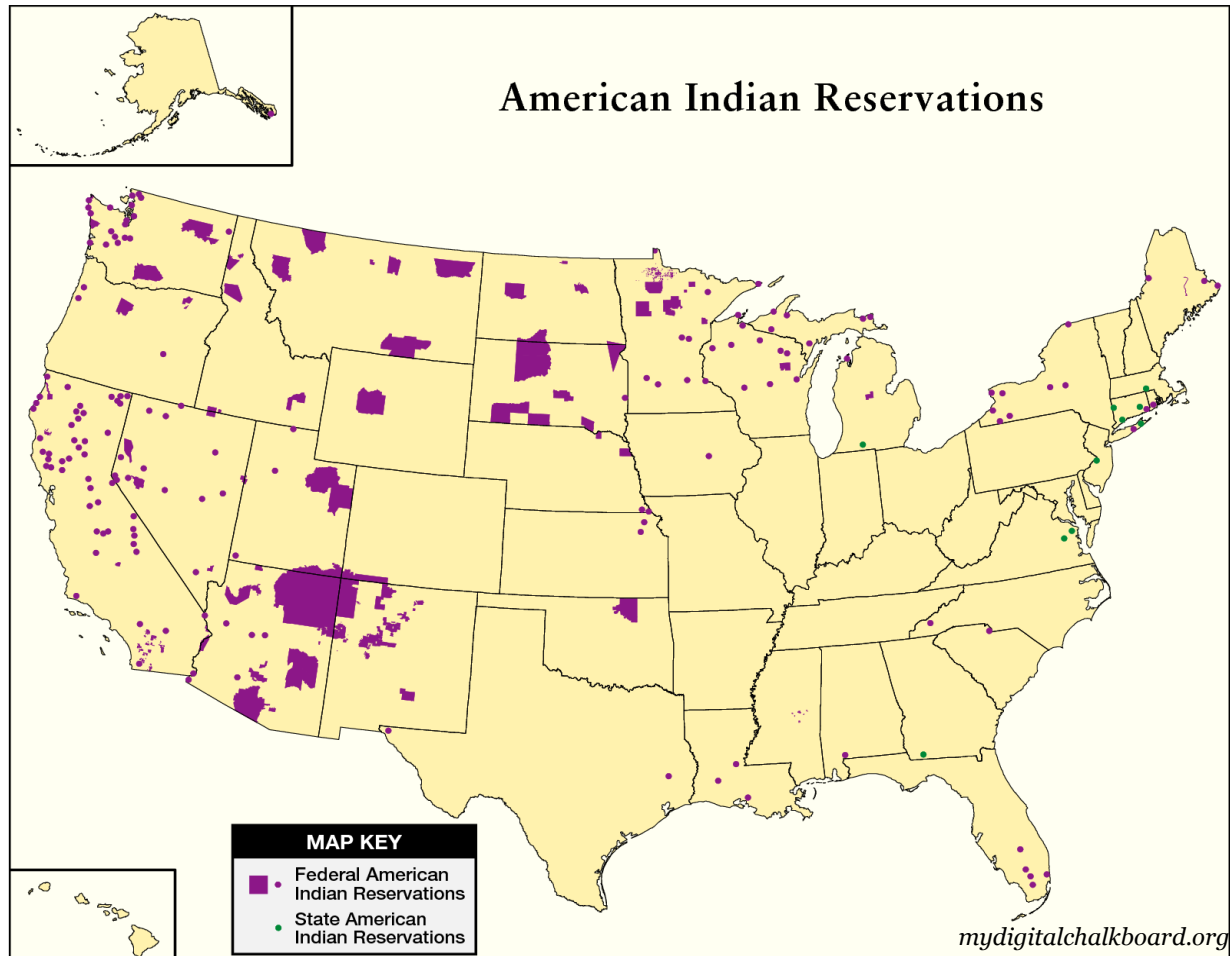 American Indian Reservations
MAP KEY
Federal American
Indian Reservations
State American
Indian Reservations
mydigitalchalkboard.org